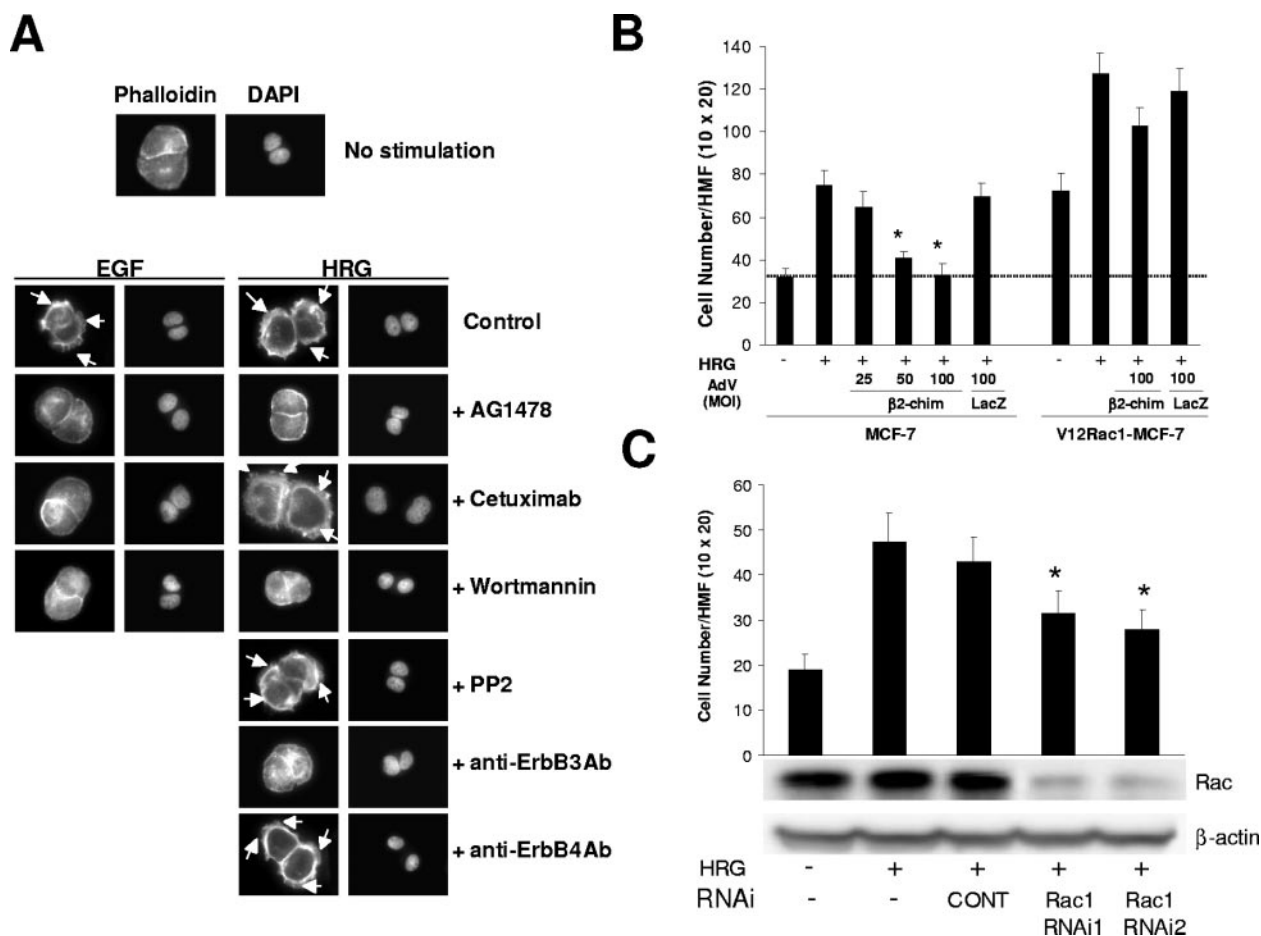 A
Phalloidin DAPI
No stimulation
EGF HRG
Control
+ AG1478
+ Cetuximab
+ Wortmannin
+ PP2
+ anti-ErbB3Ab
+ anti-ErbB4Ab
B
Cell Number/HMF (10 x 20)
140
120
100
80
60
40
20
0
* *
HRG - + + + + + - + + +
AdV (MOI) 25 50 100 100 100 100
β2-chim LacZ β2-chim LacZ
MCF-7 V12Rac1-MCF-7
C
Cell Number/HMF (10 x 20)
60
50
40
30
20
10
0
* *
Rac
β-actin
HRG - + + + +
RNAi - - CONT Rac1 Rac1
RNAi1 RNAi2